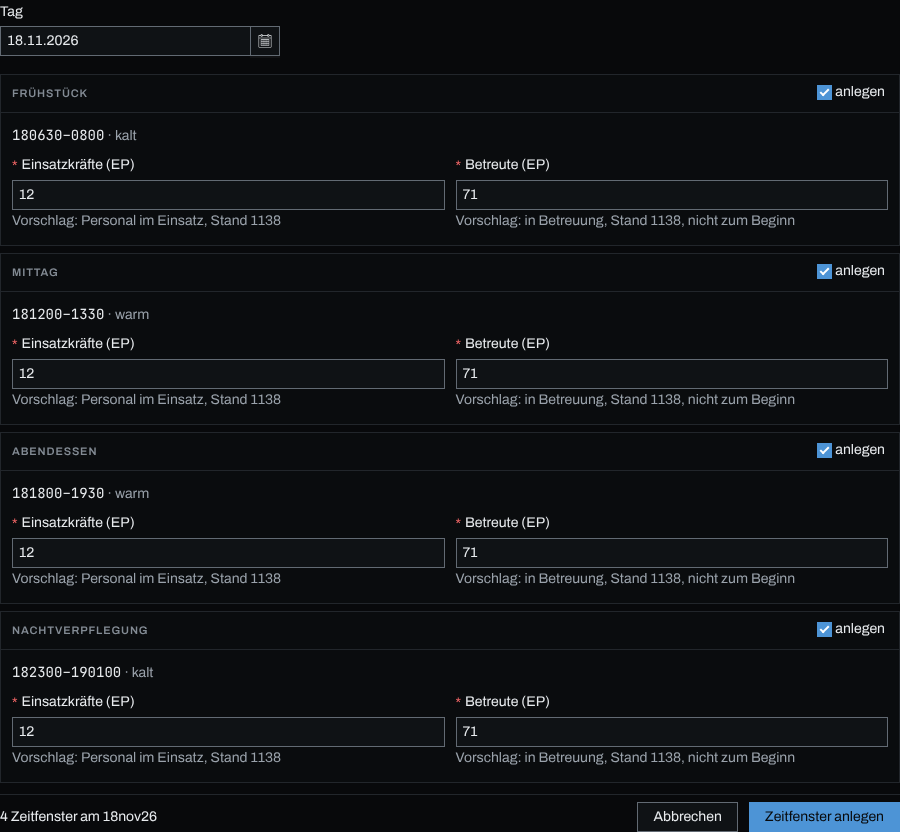 Tag
18.11.2026
FRÜHSTÜCK
anlegen
180630–0800 · kalt
* Einsatzkräfte (EP)
* Betreute (EP)
12
71
Vorschlag: Personal im Einsatz, Stand 1138
Vorschlag: in Betreuung, Stand 1138, nicht zum Beginn
MITTAG
anlegen
181200–1330 · warm
* Einsatzkräfte (EP)
* Betreute (EP)
12
71
Vorschlag: Personal im Einsatz, Stand 1138
Vorschlag: in Betreuung, Stand 1138, nicht zum Beginn
ABENDESSEN
anlegen
181800–1930 · warm
* Einsatzkräfte (EP)
* Betreute (EP)
12
71
Vorschlag: Personal im Einsatz, Stand 1138
Vorschlag: in Betreuung, Stand 1138, nicht zum Beginn
NACHTVERPFLEGUNG
anlegen
182300–190100 · kalt
* Einsatzkräfte (EP)
* Betreute (EP)
12
71
Vorschlag: Personal im Einsatz, Stand 1138
Vorschlag: in Betreuung, Stand 1138, nicht zum Beginn
4 Zeitfenster am 18nov26
Abbrechen
Zeitfenster anlegen